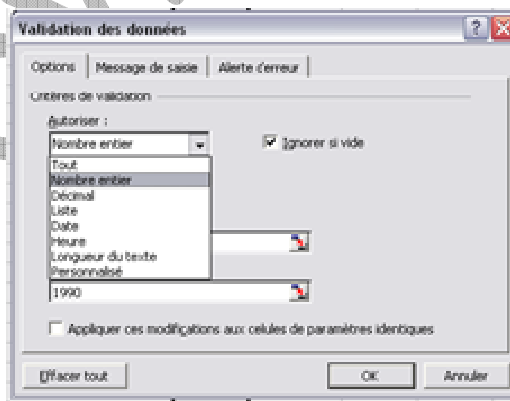 Validation des données
Options
Message de saisie
Alerte d'erreur
Critères de validation
Autoriser :
Nombre entier
Ignorer si vide
Tout
Nombre entier
Décimal
Liste
Date
Heure
Longueur du texte
Personnalisé
1990
Appliquer ces modifications aux cellules de paramètres identiques
Effacer tout
OK
Annuler